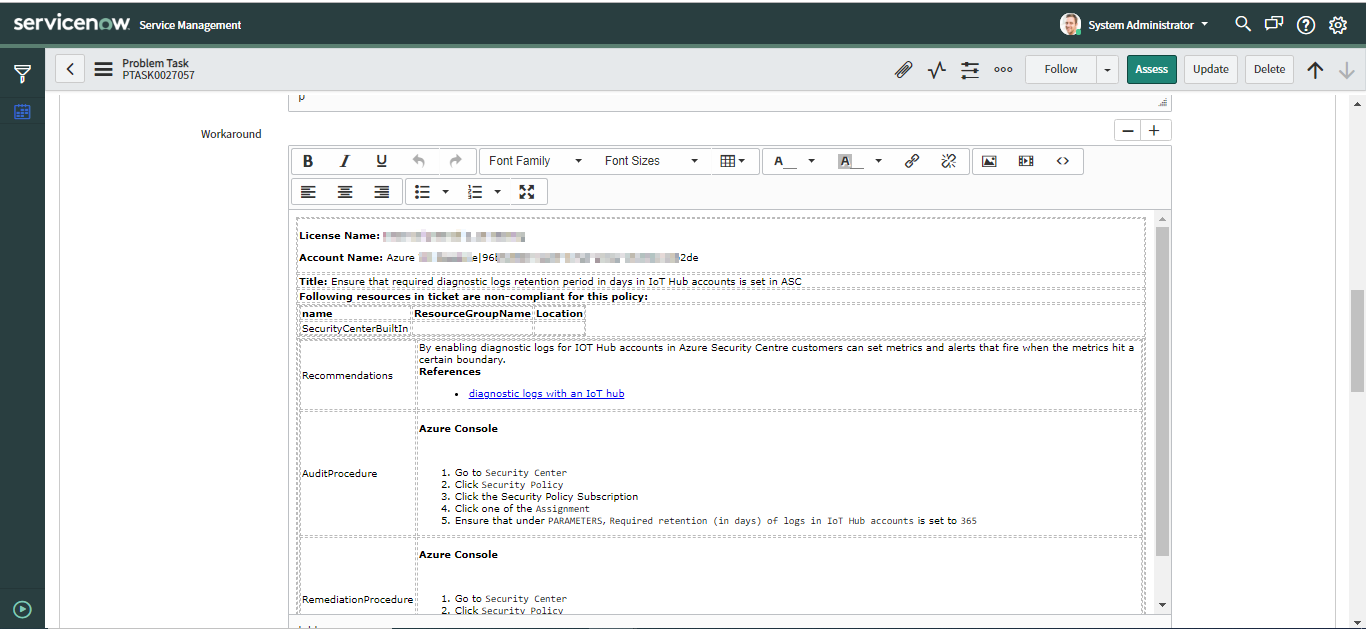 servicenow Service Management
System Administrator
Problem Task
PTASK0027057
Follow
Assess
Update
Delete
Workaround
B I U Font Family Font Sizes A A
License Name:
Account Name: Azure e|96 2de
Title: Ensure that required diagnostic logs retention period in days in IoT Hub accounts is set in ASC
Following resources in ticket are non-compliant for this policy:
name ResourceGroupName Location
SecurityCenterBuiltIn
Recommendations
By enabling diagnostic logs for IOT Hub accounts in Azure Security Centre customers can set metrics and alerts that fire when the metrics hit a
certain boundary.
References
• diagnostic logs with an IoT hub
AuditProcedure
Azure Console
1. Go to Security Center
2. Click Security Policy
3. Click the Security Policy Subscription
4. Click one of the Assignment
5. Ensure that under PARAMETERS, Required retention (in days) of logs in IoT Hub accounts is set to 365
RemediationProcedure
Azure Console
1. Go to Security Center
2. Click Security Policy